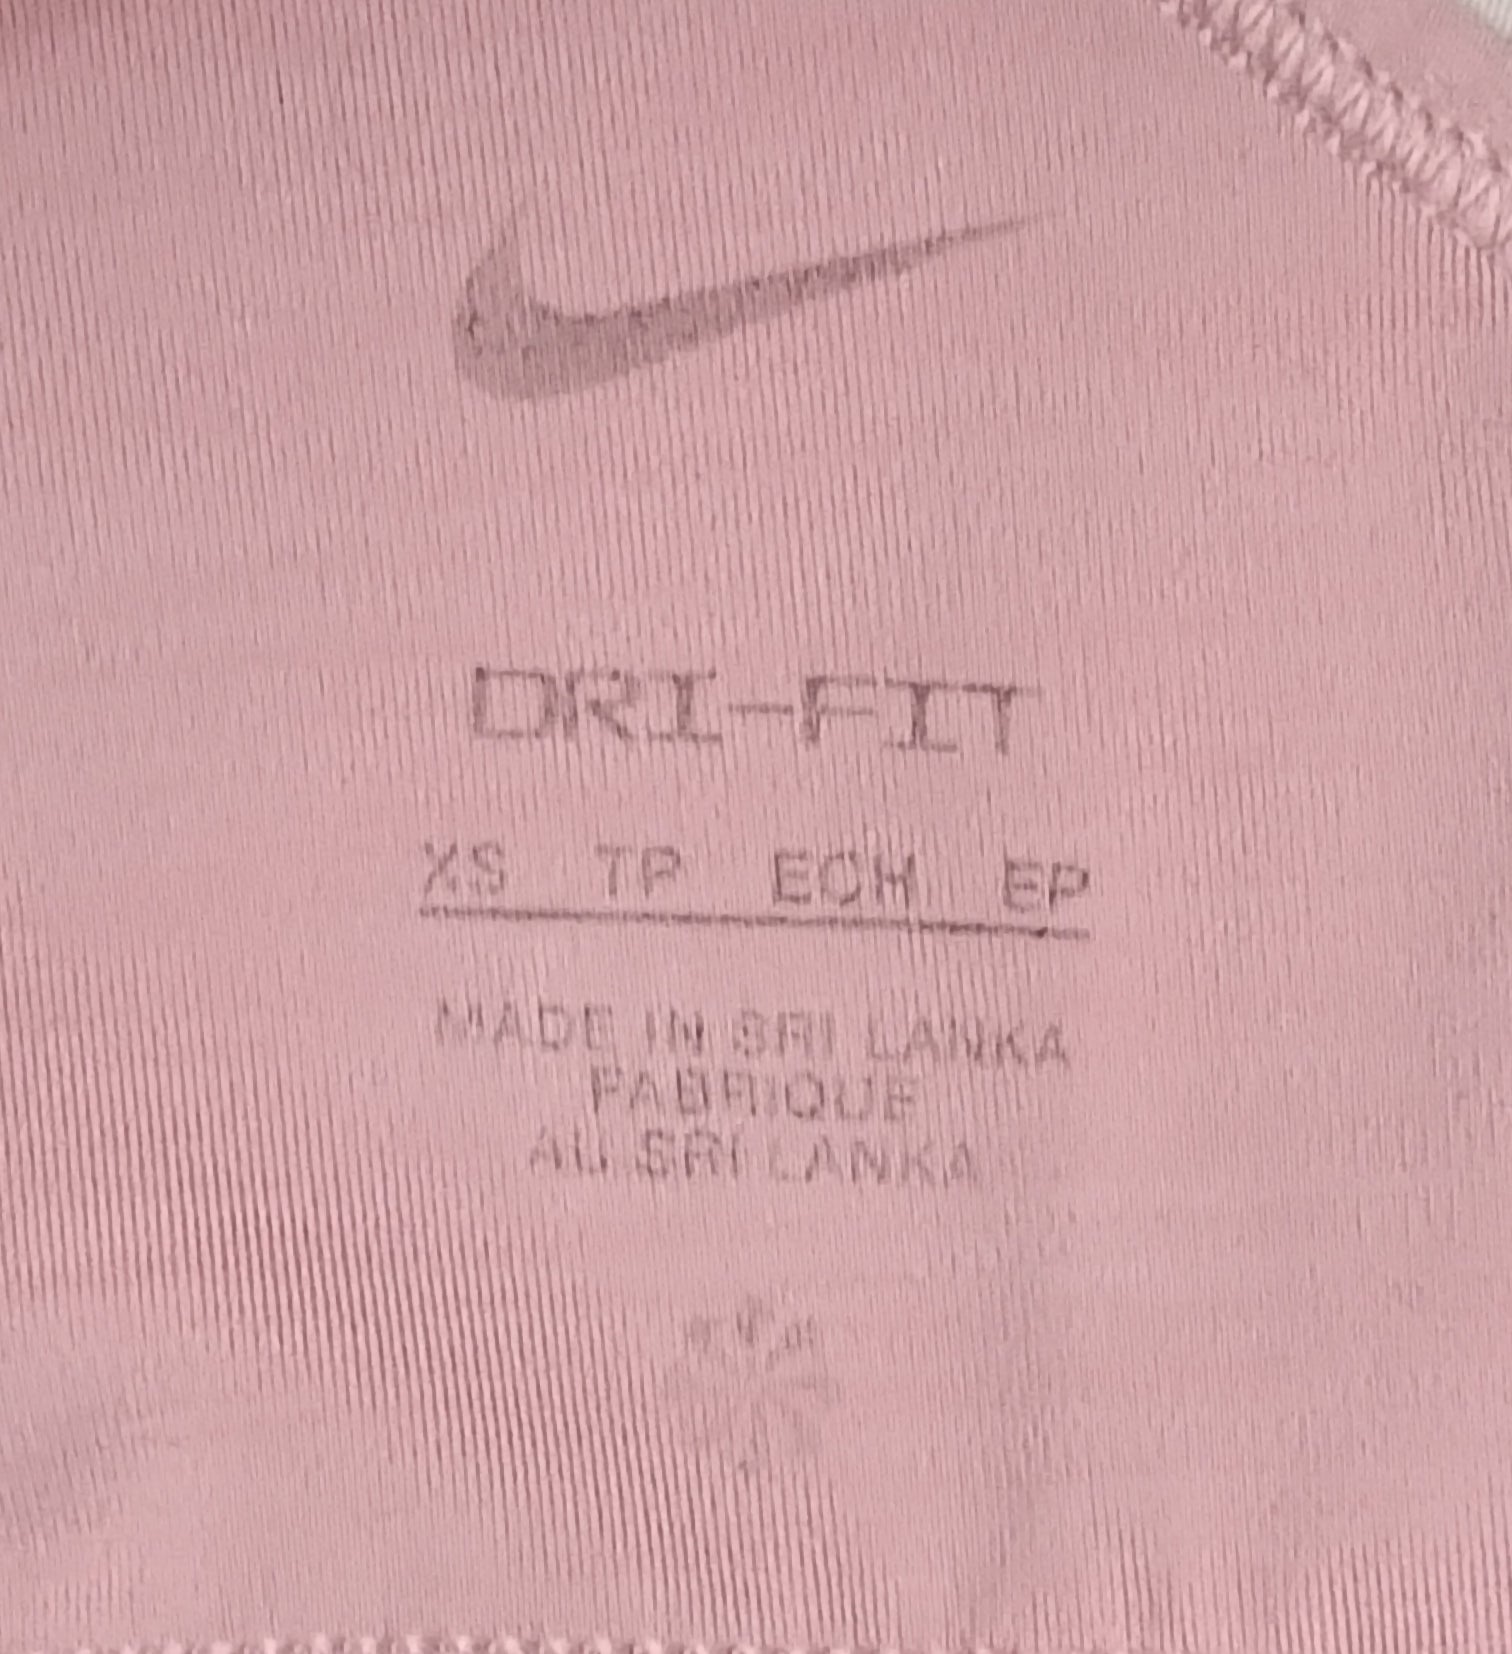 DRI-FIT
XS TP ECH EP
MADE IN SRI LANKA
FABRIQUE
AU SRI LANKA